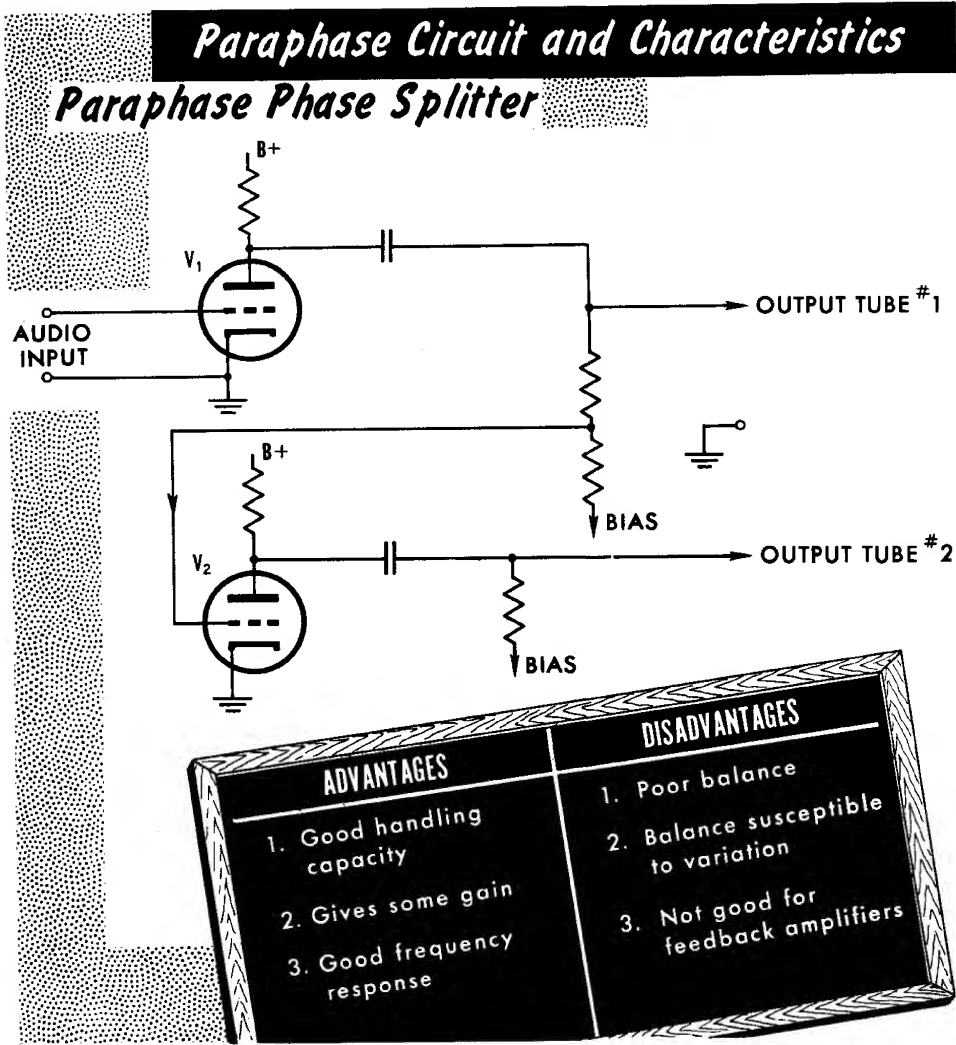 Paraphase Circuit and Characteristics
Paraphase Phase Splitter
B+
V₁
OUTPUT TUBE #1
AUDIO
INPUT
B+
BIAS
V₂
OUTPUT TUBE #2
BIAS
ADVANTAGES
1. Good handling
capacity
2. Gives some gain
3. Good frequency
response
DISADVANTAGES
1. Poor balance
2. Balance susceptible
to variation
3. Not good for
feedback amplifiers